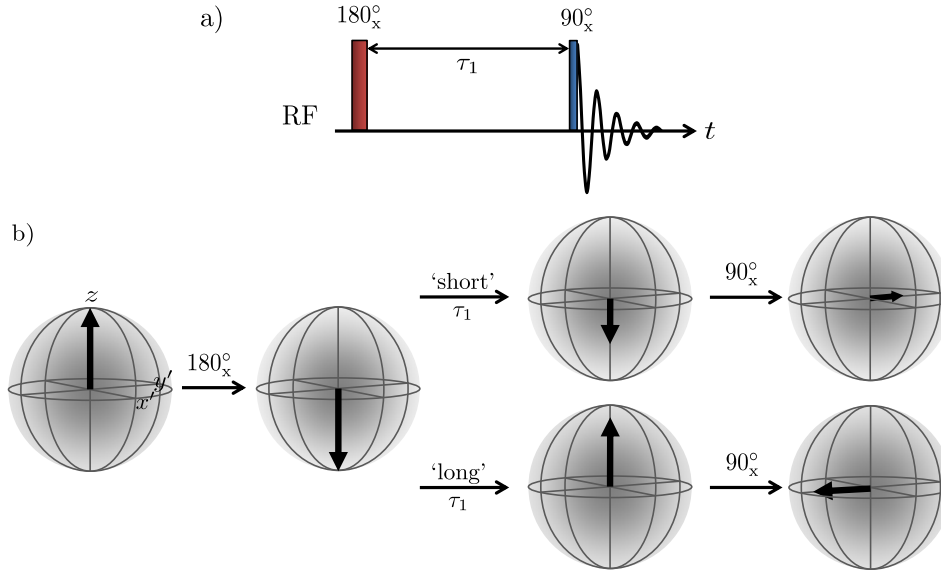 a)
180°x
90°x
τ1
RF
t
b)
z
y′
x′
180°x
'short'
τ1
90°x
'long'
τ1
90°x